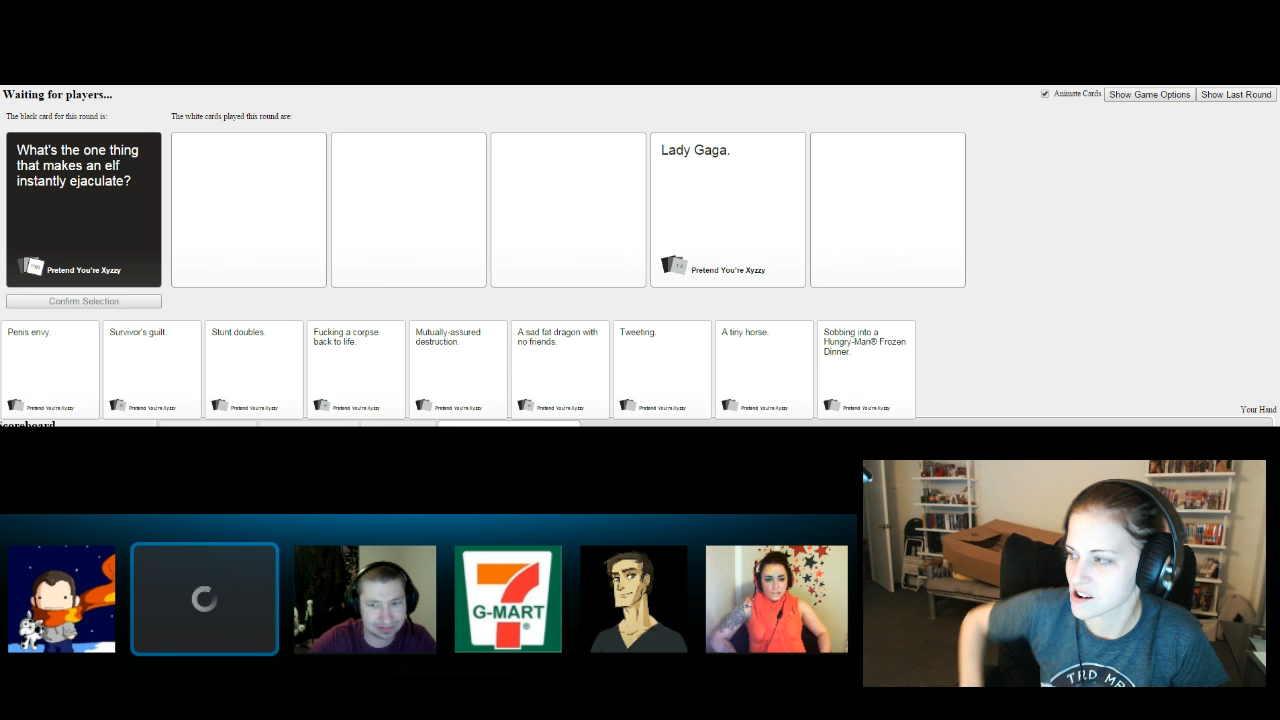 Waiting for players...
Animate Cards
Show Game Options
Show Last Round
The black card for this round is:
The white cards played this round are:
What's the one thing
that makes an elf
instantly ejaculate?
Pretend You're Xyzzy
Lady Gaga.
Pretend You're Xyzzy
Confirm Selection
Penis envy.
Pretend You're Xyzzy
Survivor's guilt.
Pretend You're Xyzzy
Stunt doubles.
Pretend You're Xyzzy
Fucking a corpse
back to life.
Pretend You're Xyzzy
Mutually-assured
destruction.
Pretend You're Xyzzy
A sad fat dragon with
no friends.
Pretend You're Xyzzy
Tweeting.
Pretend You're Xyzzy
A tiny horse.
Pretend You're Xyzzy
Sobbing into a
Hungry-Man® Frozen
Dinner.
Pretend You're Xyzzy
Your Hand
Scoreboard
7
G-MART
®